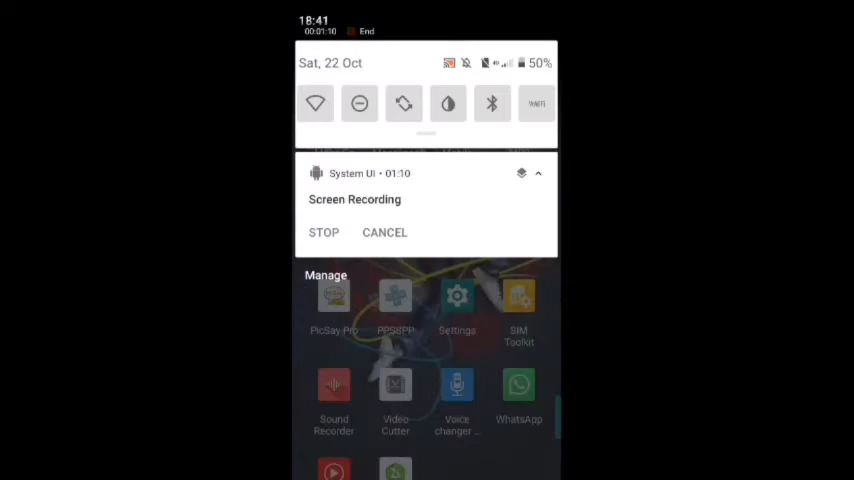 18:41
00:01:10 End
Sat, 22 Oct
50%
System UI • 01:10
Screen Recording
STOP CANCEL
Manage
PicSay Pro PPSSPP Settings SIM Toolkit
Sound Recorder Video Cutter Voice changer ... WhatsApp